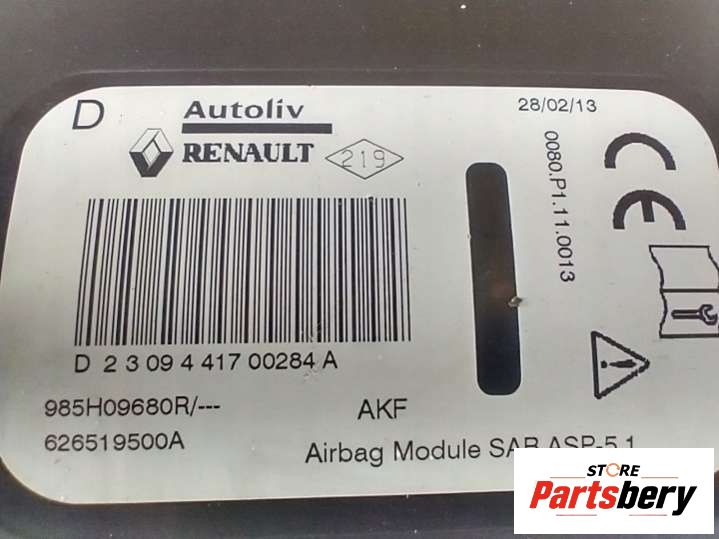 D
Autoliv
28/02/13
RENAULT
219
0080.P1.11.0013
CE
D 2 3 09 4 417 00284 A
985H09680R/---
AKF
626519500A
Airbag Module SAB ASP-5.1
STORE
Partsbery